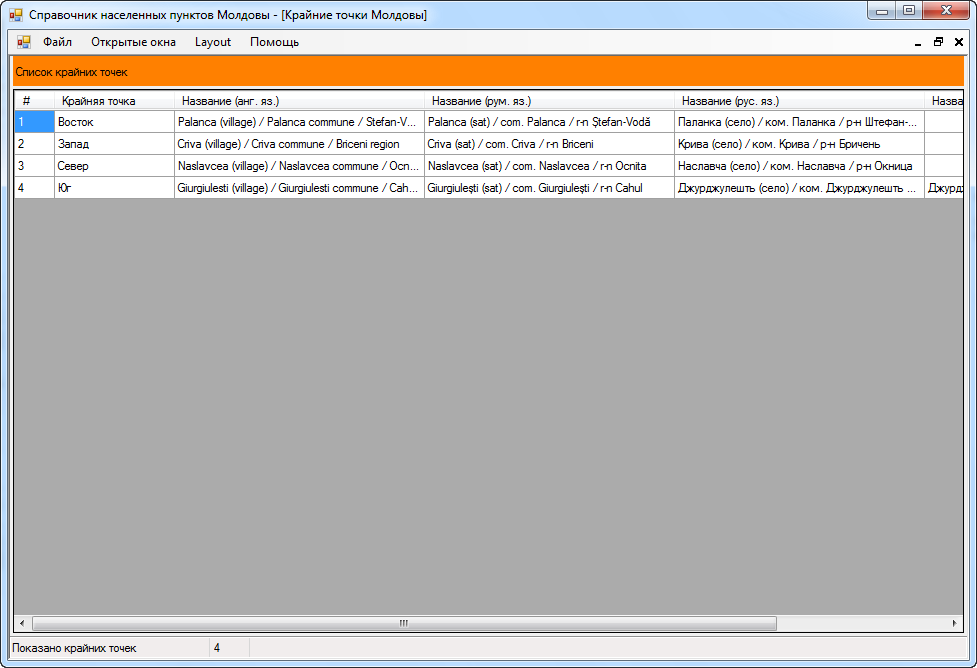 Справочник населенных пунктов Молдовы - [Крайние точки Молдовы]
Файл Открытые окна Layout Помощь
Список крайних точек
# Крайняя точка Название (анг. яз.) Название (рум. яз.) Название (рус. яз.) Назва
1 Восток Palanca (village) / Palanca commune / Stefan-V... Palanca (sat) / com. Palanca / r-n Ștefan-Vodă Паланка (село) / ком. Паланка / р-н Штефан-...
2 Запад Criva (village) / Criva commune / Briceni region Criva (sat) / com. Criva / r-n Briceni Крива (село) / ком. Крива / р-н Бричень
3 Север Naslavcea (village) / Naslavcea commune / Ocn... Naslavcea (sat) / com. Naslavcea / r-n Ocnita Наславча (село) / ком. Наславча / р-н Окница
4 Юг Giurgiulesti (village) / Giurgiulesti commune / Cah... Giurgiulești (sat) / com. Giurgiulești / r-n Cahul Джурджулешть (село) / ком. Джурджулешть ... Джурдж
Показано крайних точек 4